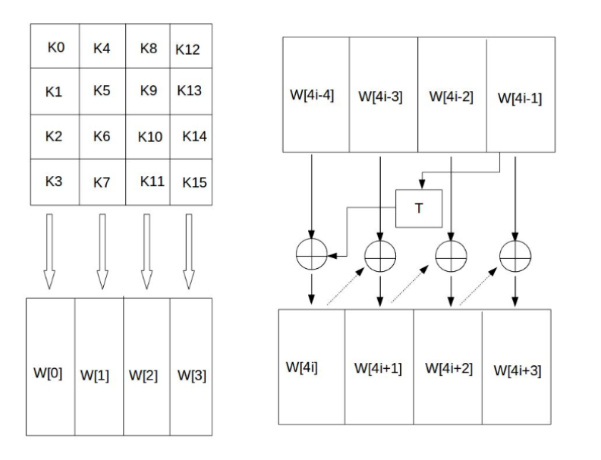 K0 K4 K8 K12
K1 K5 K9 K13
K2 K6 K10 K14
K3 K7 K11 K15
W[0] W[1] W[2] W[3]
W[4i-4] W[4i-3] W[4i-2] W[4i-1]
T
W[4i] W[4i+1] W[4i+2] W[4i+3]